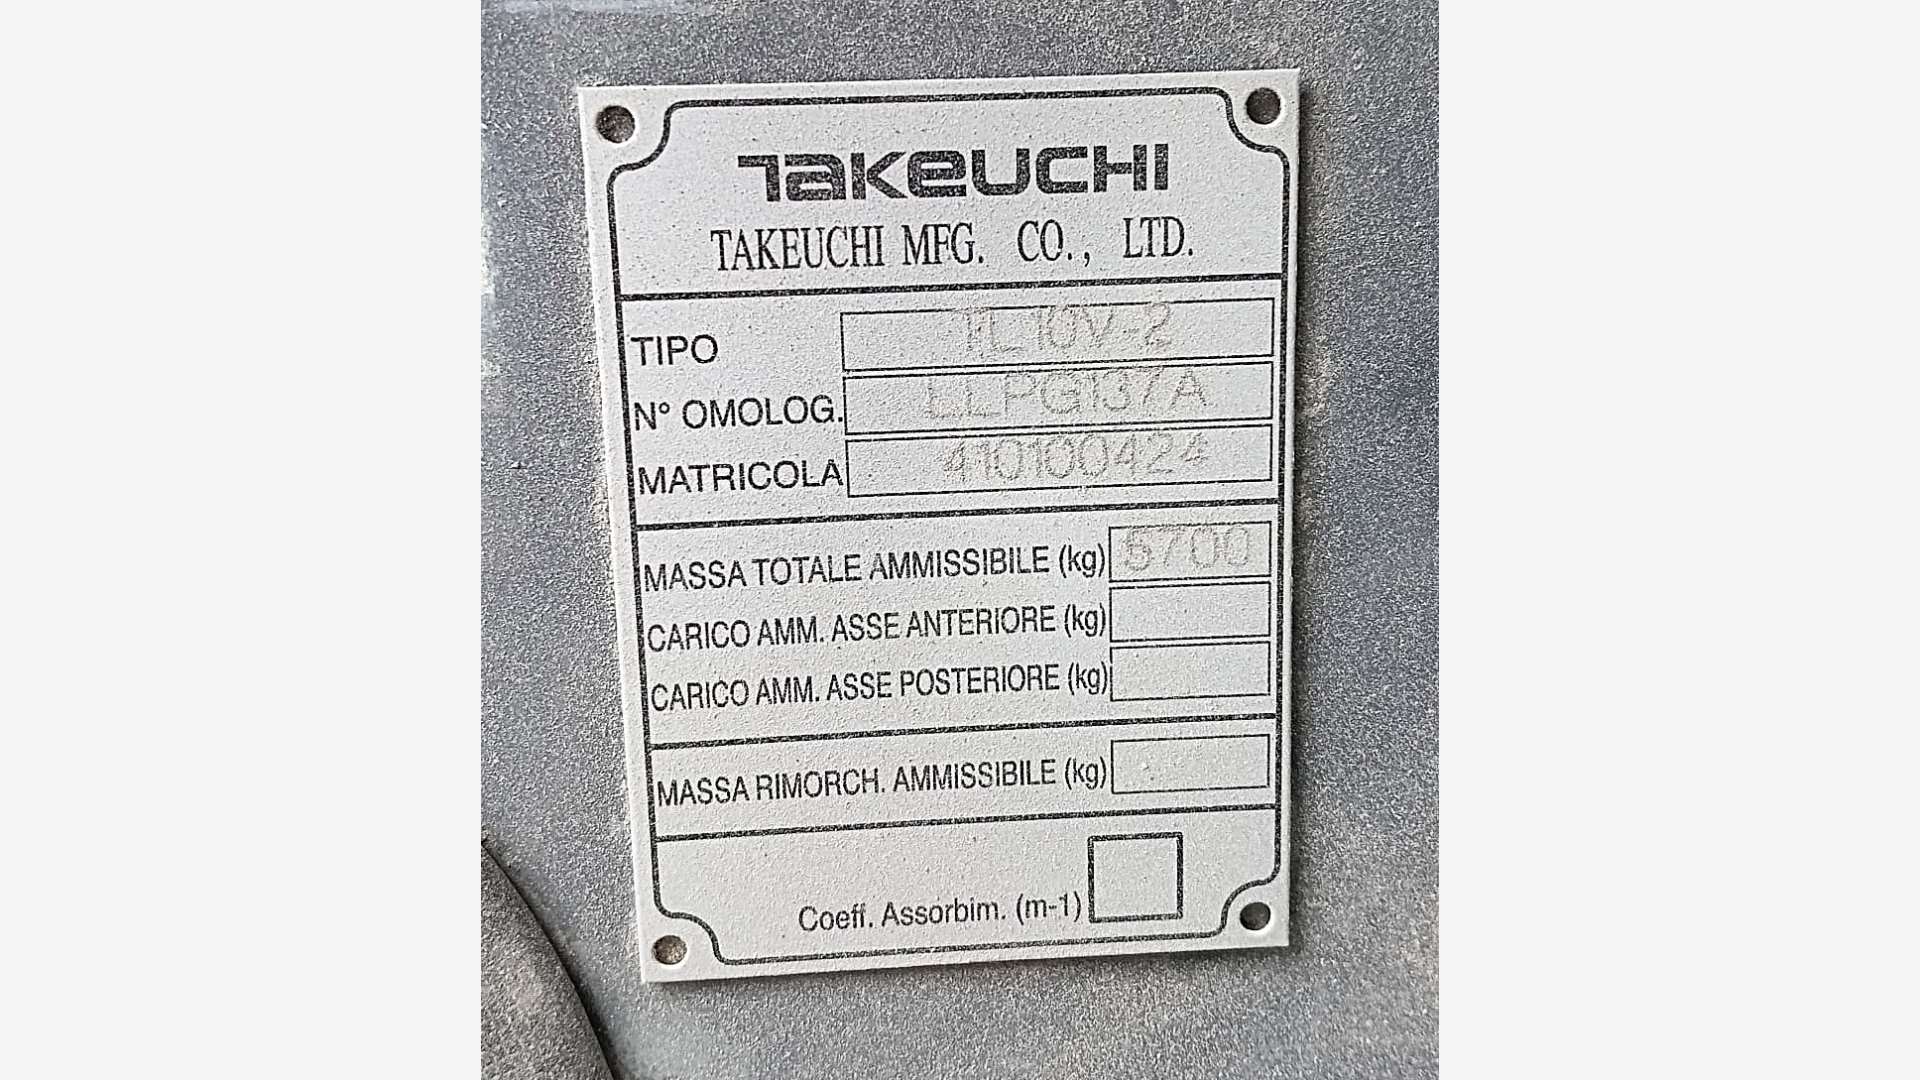 TAKEUCHI
TAKEUCHI MFG. CO., LTD.
TIPO TL10V-2
N° OMOLOG. LLPG137A
MATRICOLA 410100424
MASSA TOTALE AMMISSIBILE (kg) 5700
CARICO AMM. ASSE ANTERIORE (kg)
CARICO AMM. ASSE POSTERIORE (kg)
MASSA RIMORCH. AMMISSIBILE (kg)
Coeff. Assorbim. (m-1)